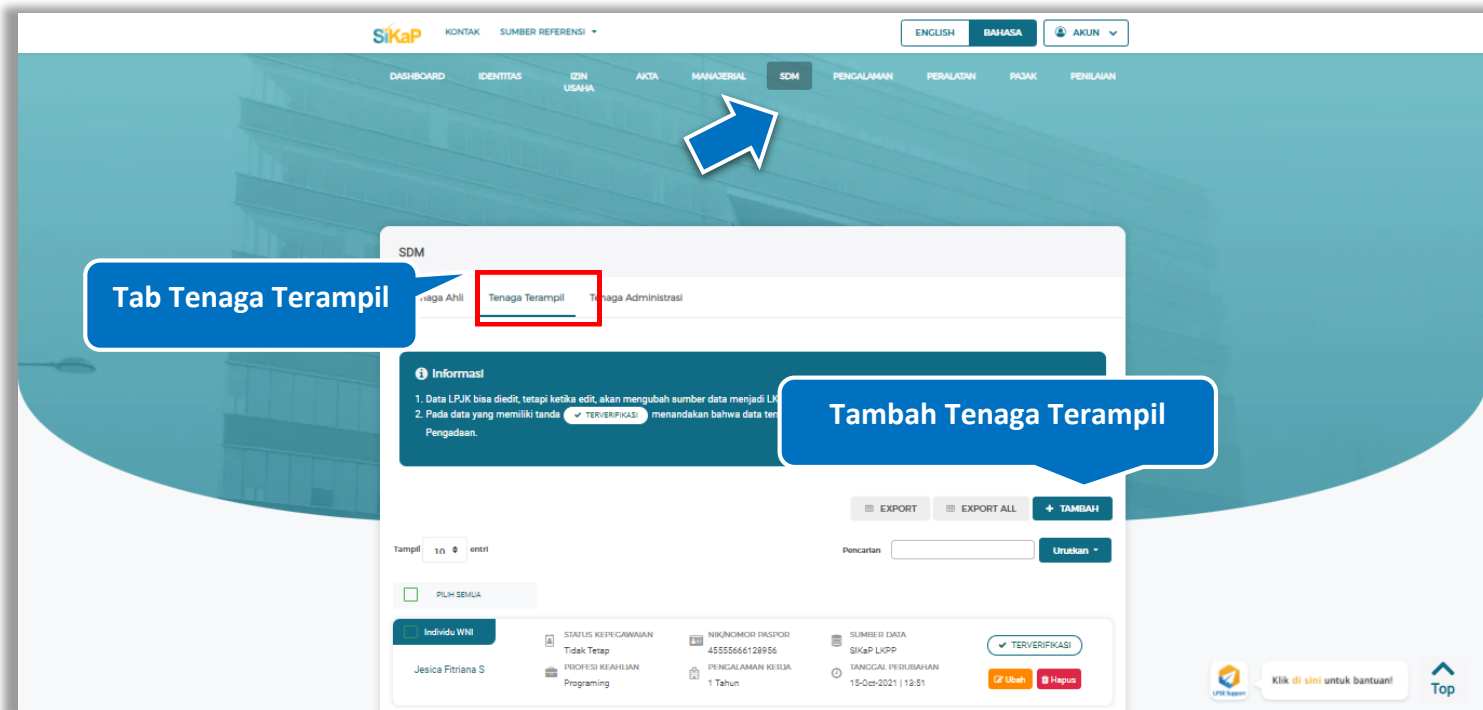 SiKaP KONTAK SUMBER REFERENSI ENGLISH BAHASA AKUN
DASHBOARD IDENTITAS IZIN USAHA AKTA MANAJERIAL SDM PENGALAMAN PERALATAN PAJAK PENILAIAN
SDM
Tab Tenaga Terampil
Ahli Tenaga Terampil Tenaga Administrasi
Informasi
1. Data LPJK bisa diedit, tetapi ketika edit, akan mengubah sumber data menjadi
2. Pada data yang memiliki tanda TERVERIFIKASI menandakan bahwa data
Pengadaan.
Tambah Tenaga Terampil
EXPORT EXPORT ALL + TAMBAH
Tampil 10 entri Pencarian Urutkan
PILIH SEMUA
Individu WNI
Jesica Fitriana S
STATUS KEPEGAWAIAN
Tidak Tetap
PROFESI KEAHLIAN
Programing
NIK/NOMOR PASPOR
45555666128956
PENGALAMAN KERJA
1 Tahun
SUMBER DATA
SIKaP LKPP
TANGGAL PERUBAHAN
15-Oct-2021 | 13:51
TERVERIFIKASI
Ubah Hapus
LPSE Support
Klik di sini untuk bantuan!
Top